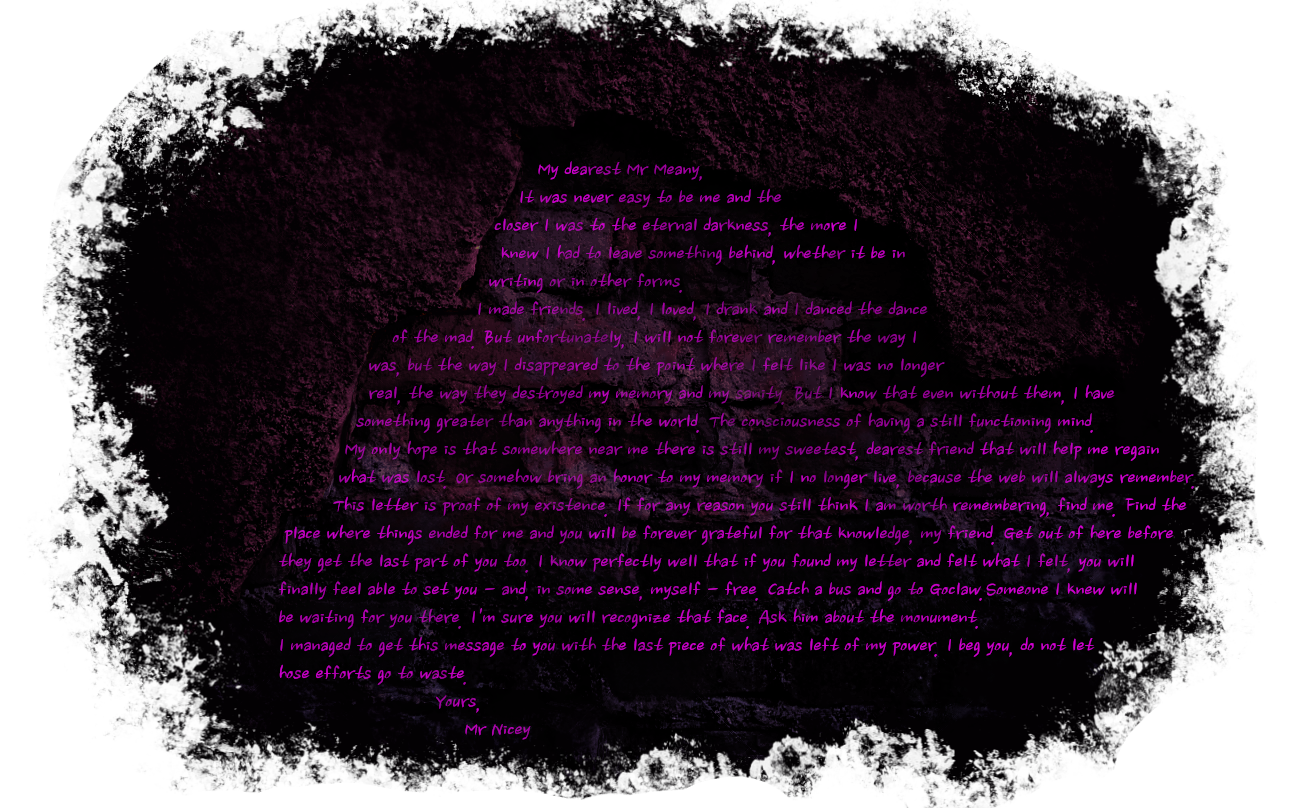 My dearest Mr Meany,
It was never easy to be me and the
closer I was to the eternal darkness, the more I
knew I had to leave something behind, whether it be in
writing or in other forms.
I made friends. I lived, I loved, I drank and I danced the dance
of the mad. But unfortunately, I will not forever remember the way I
was, but the way I disappeared to the point where I felt like I was no longer
real, the way they destroyed my memory and my sanity. But I know that even without them, I have
something greater than anything in the world. The consciousness of having a still functioning mind.
My only hope is that somewhere near me there is still my sweetest, dearest friend that will help me regain
what was lost. Or somehow bring an honor to my memory if I no longer live, because the web will always remember.
This letter is proof of my existence. If for any reason you still think I am worth remembering, find me. Find the
place where things ended for me and you will be forever grateful for that knowledge, my friend. Get out of here before
they get the last part of you too. I know perfectly well that if you found my letter and felt what I felt, you will
finally feel able to set you – and, in some sense, myself – free. Catch a bus and go to Goclaw. Someone I knew will
be waiting for you there. I'm sure you will recognize that face. Ask him about the monument.
I managed to get this message to you with the last piece of what was left of my power. I beg you, do not let
hose efforts go to waste.
Yours,
Mr Nicey